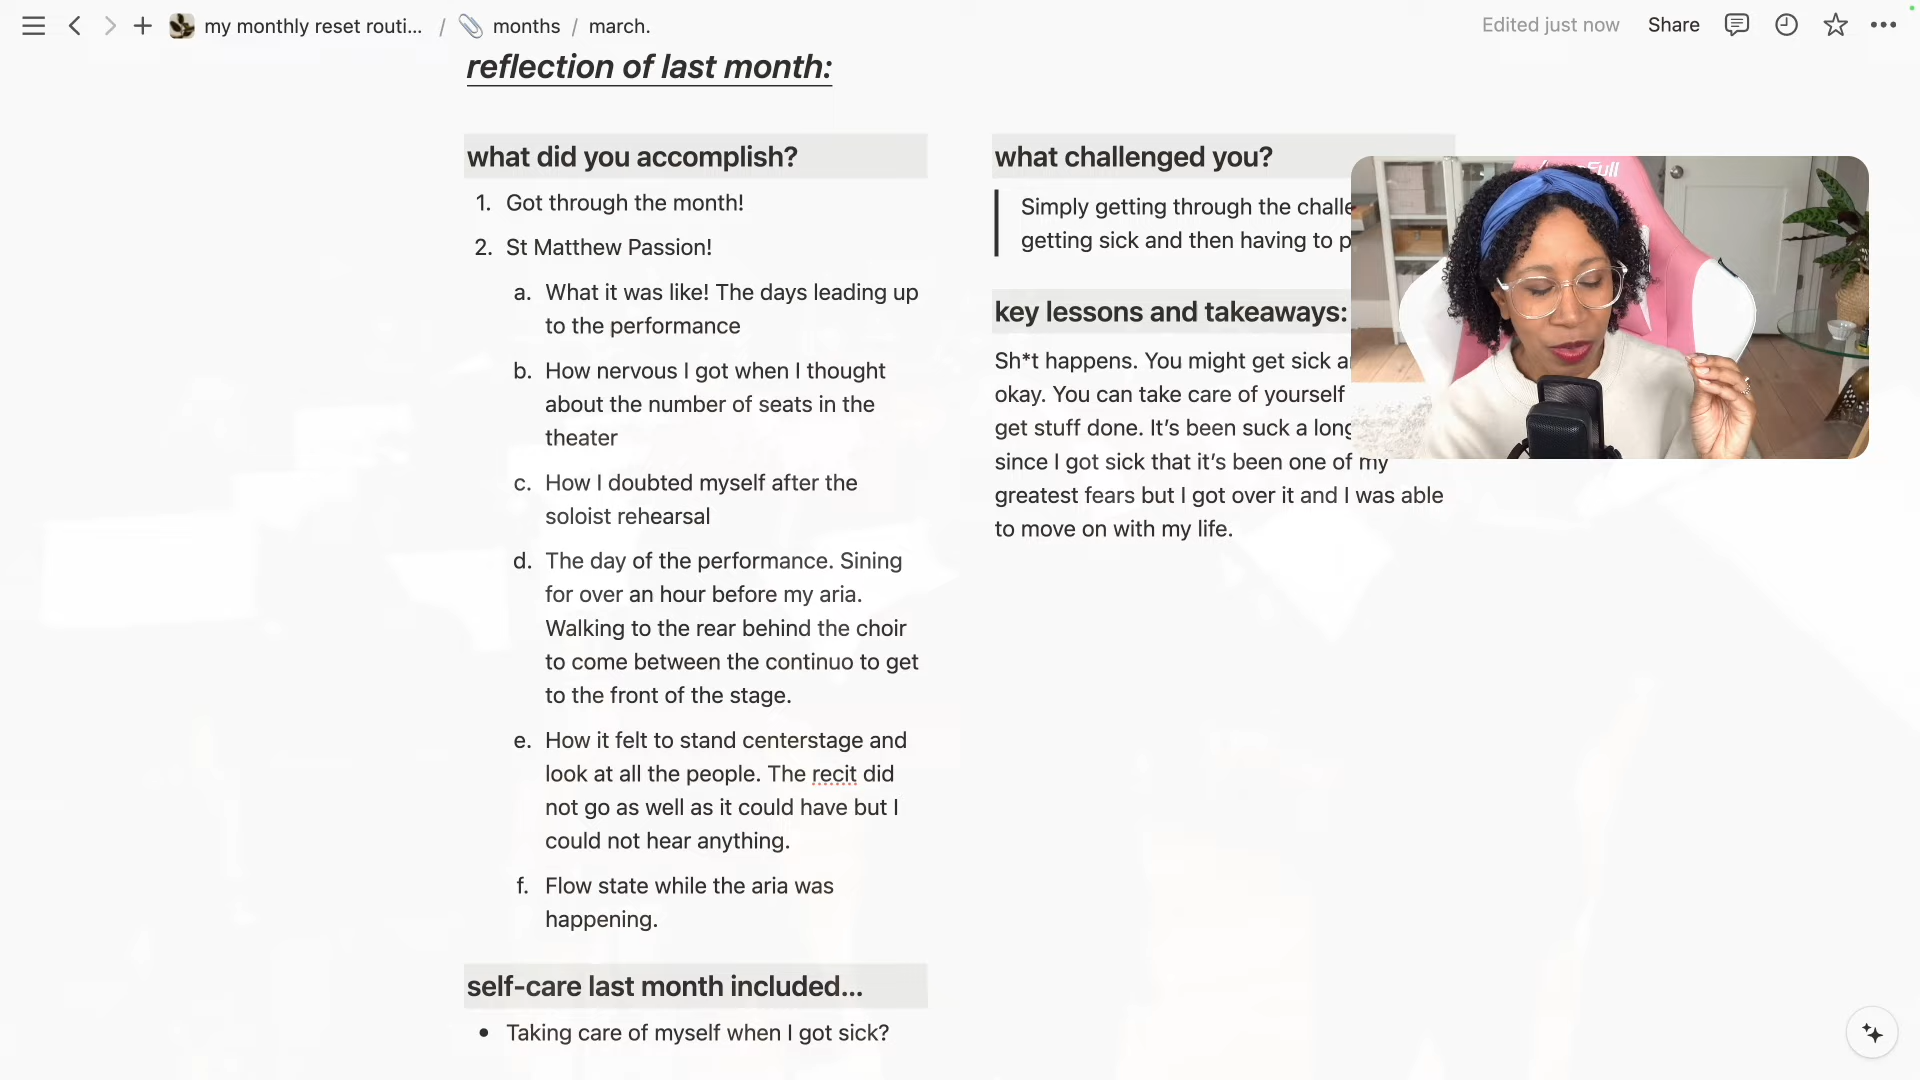 my monthly reset routi... / months / march.
Edited just now Share
reflection of last month:
what did you accomplish?
1. Got through the month!
2. St Matthew Passion!
a. What it was like! The days leading up
to the performance
b. How nervous I got when I thought
about the number of seats in the
theater
c. How I doubted myself after the
soloist rehearsal
d. The day of the performance. Sining
for over an hour before my aria.
Walking to the rear behind the choir
to come between the continuo to get
to the front of the stage.
e. How it felt to stand centerstage and
look at all the people. The recit did
not go as well as it could have but I
could not hear anything.
f. Flow state while the aria was
happening.
self-care last month included...
• Taking care of myself when I got sick?
what challenged you?
Simply getting through the
getting sick and then having to
key lessons and takeaways:
Sh*t happens. You might get sick
okay. You can take care of yourself
get stuff done. It’s been suck a
since I got sick that it’s been one of my
greatest fears but I got over it and I was able
to move on with my life.